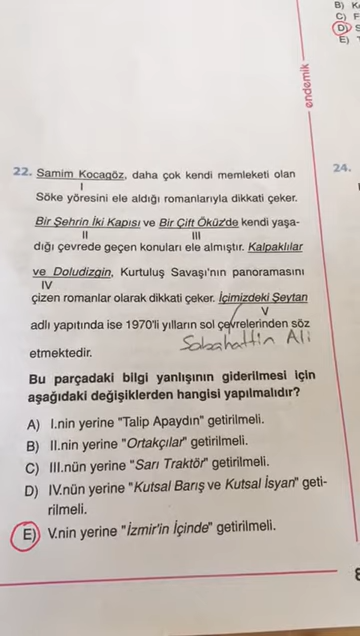 B) K
C) F
D) S
E)
endemik
22. Samim Kocagöz, daha çok kendi memleketi olan
I
Söke yöresini ele aldığı romanlarıyla dikkati çeker.
Bir Şehrin İki Kapısı ve Bir Çift Öküz'de kendi yaşa-
II III
dığı çevrede geçen konuları ele almıştır. Kalpaklılar
ve Doludizgin, Kurtuluş Savaşı'nın panoramasını
IV
çizen romanlar olarak dikkati çeker. İçimizdeki Şeytan
V
adlı yapıtında ise 1970'li yılların sol çevrelerinden söz
etmektedir.
Sabahattin Ali
Bu parçadaki bilgi yanlışının giderilmesi için
aşağıdaki değişiklerden hangisi yapılmalıdır?
A) I.nin yerine "Talip Apaydın" getirilmeli.
B) II.nin yerine "Ortakçılar" getirilmeli.
C) III.nün yerine "Sarı Traktör" getirilmeli.
D) IV.nün yerine "Kutsal Barış ve Kutsal İsyan" geti-
rilmeli.
E) V.nin yerine "İzmir'in İçinde" getirilmeli.
24.